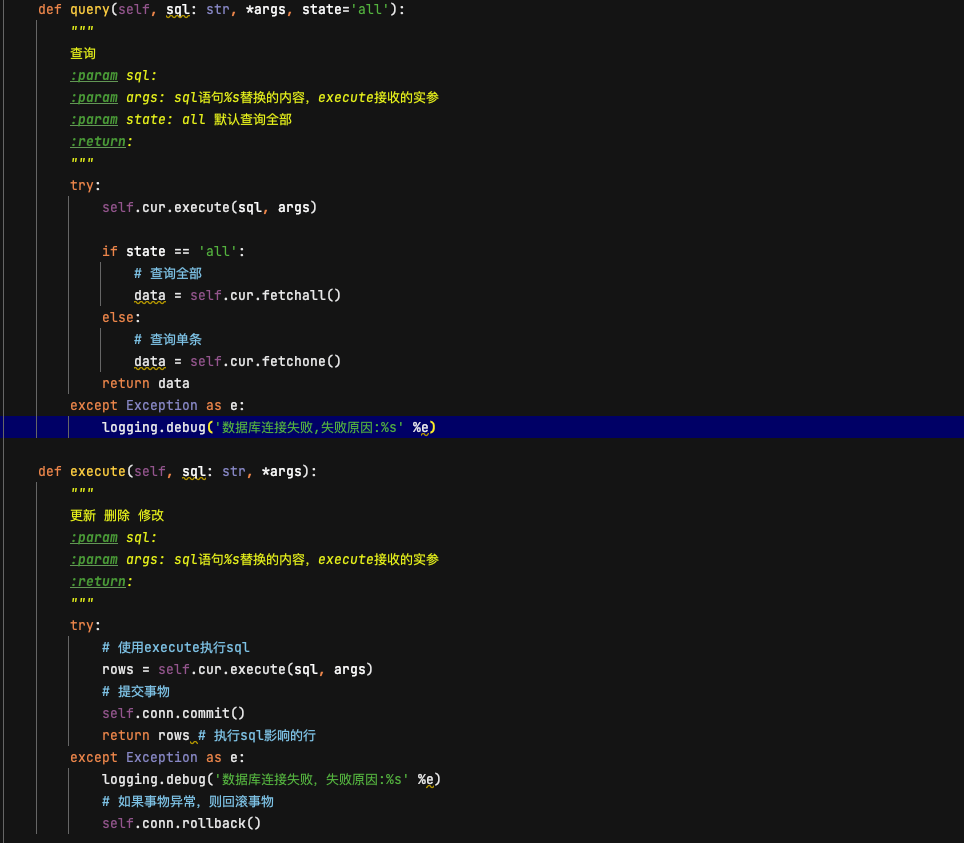 def query(self, sql: str, *args, state='all'):
"""
查询
:param sql:
:param args: sql语句%s替换的内容，execute接收的实参
:param state: all 默认查询全部
:return:
"""
try:
self.cur.execute(sql, args)
if state == 'all':
# 查询全部
data = self.cur.fetchall()
else:
# 查询单条
data = self.cur.fetchone()
return data
except Exception as e:
logging.debug('数据库连接失败,失败原因:%s' %e)
def execute(self, sql: str, *args):
"""
更新 删除 修改
:param sql:
:param args: sql语句%s替换的内容，execute接收的实参
:return:
"""
try:
# 使用execute执行sql
rows = self.cur.execute(sql, args)
# 提交事物
self.conn.commit()
return rows # 执行sql影响的行
except Exception as e:
logging.debug('数据库连接失败，失败原因:%s' %e)
# 如果事物异常，则回滚事物
self.conn.rollback()